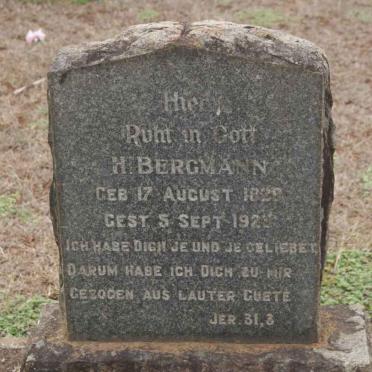 Hier
Ruht in Gott
H. BERGMANN
GEB 17 AUGUST
GEST 5 SEPT
ICH HABE DICH JE UND JE GELIEBET
DARUM HABE ICH DICH ZU MIR
GEZOGEN AUS LAUTER GUETE
JER. 31,3